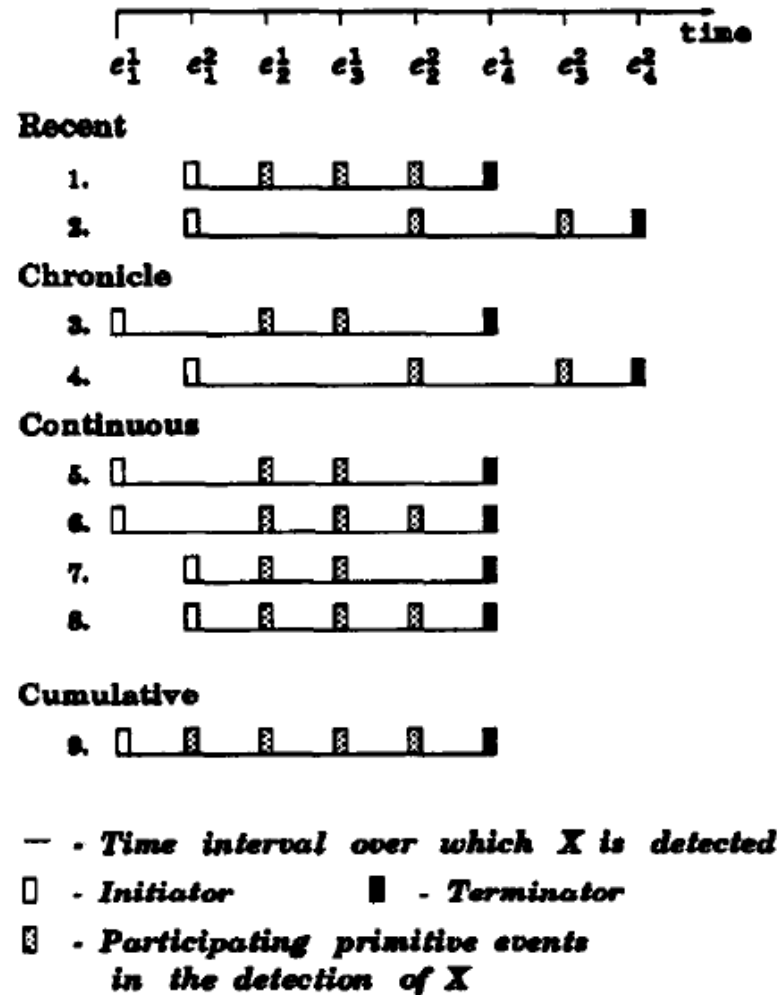 time
e₁¹ e₁² e₂¹ e₃¹ e₂² e₄¹ e₃² e₄²
Recent
1.
2.
Chronicle
3.
4.
Continuous
5.
6.
7.
8.
Cumulative
9.
— - Time interval over which X is detected
▯ - Initiator ▮ - Terminator
- Participating primitive events
in the detection of X